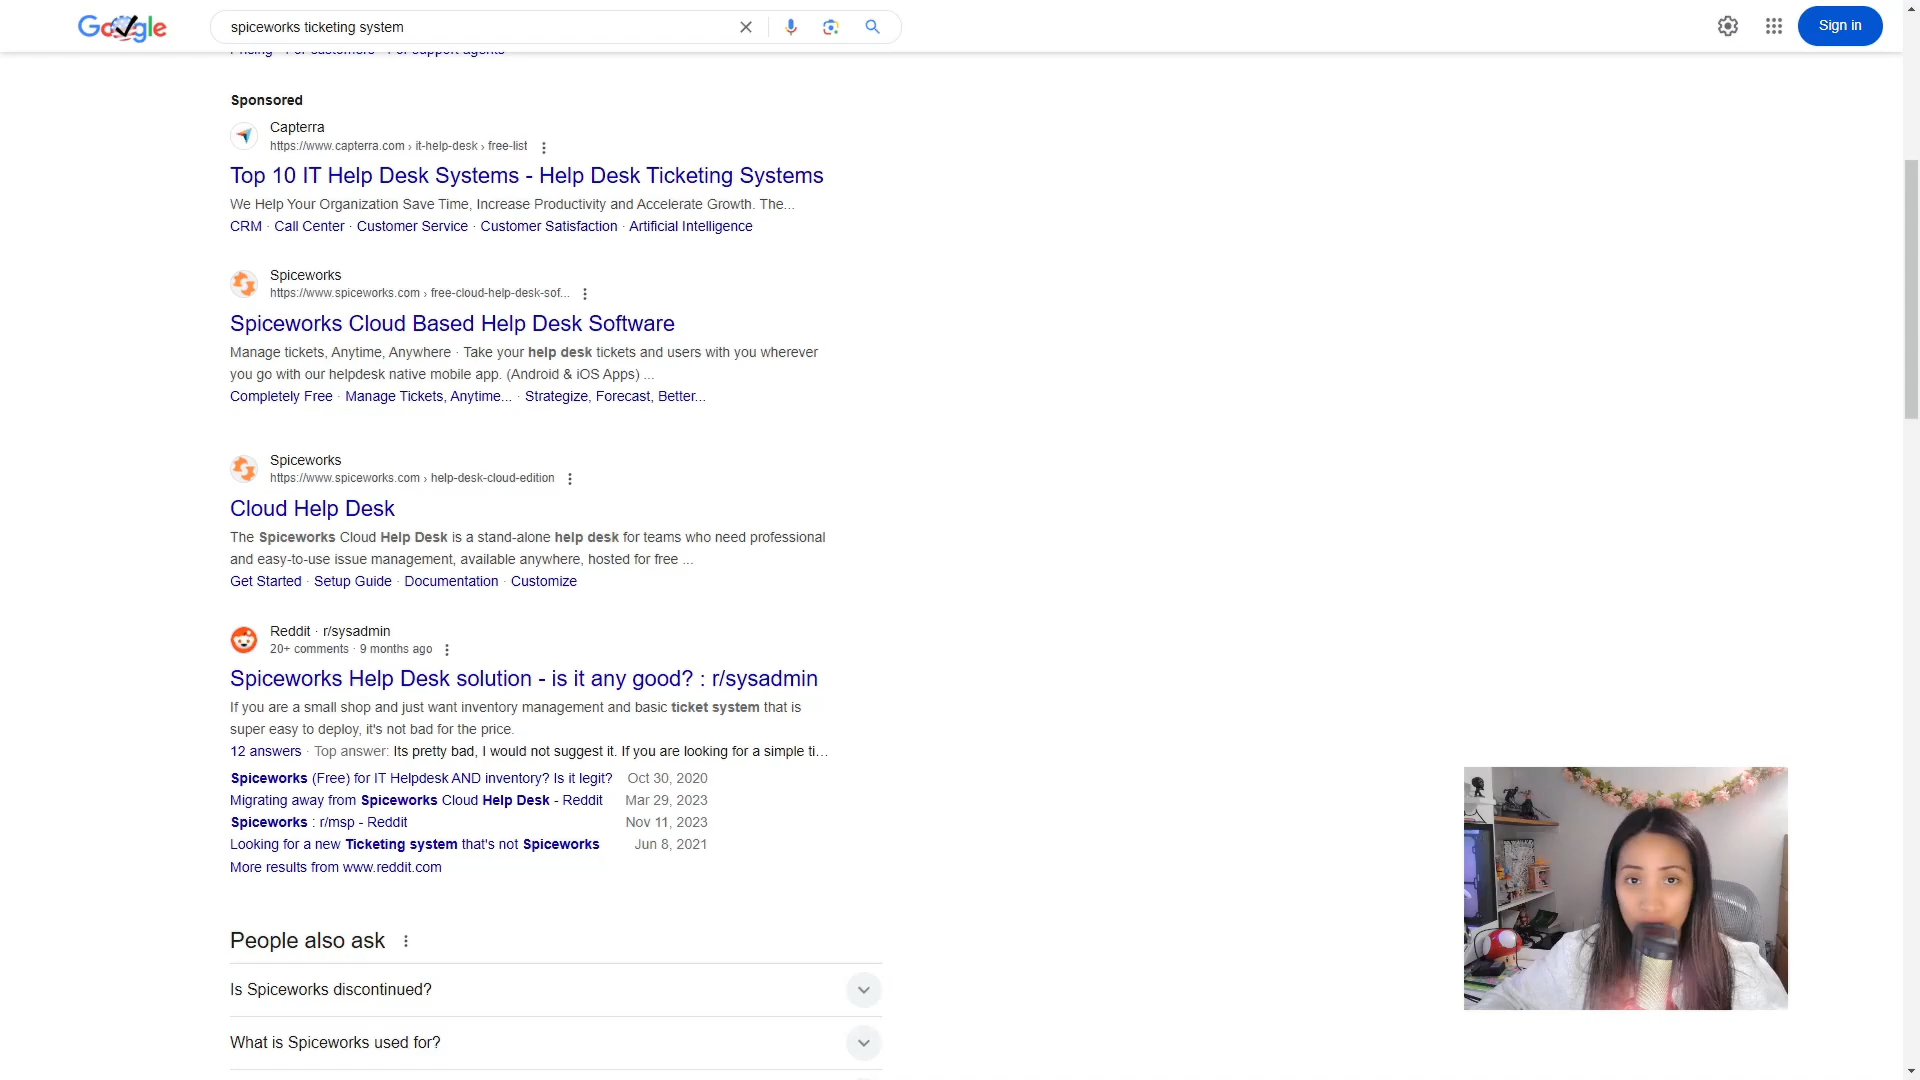 Google
spiceworks ticketing system
Sign in
Pricing · For customers · For support agents
Sponsored
Capterra
https://www.capterra.com › it-help-desk › free-list
Top 10 IT Help Desk Systems - Help Desk Ticketing Systems
We Help Your Organization Save Time, Increase Productivity and Accelerate Growth. The...
CRM · Call Center · Customer Service · Customer Satisfaction · Artificial Intelligence
Spiceworks
https://www.spiceworks.com › free-cloud-help-desk-sof...
Spiceworks Cloud Based Help Desk Software
Manage tickets, Anytime, Anywhere · Take your help desk tickets and users with you wherever
you go with our helpdesk native mobile app. (Android & iOS Apps) ...
Completely Free · Manage Tickets, Anytime... · Strategize, Forecast, Better...
Spiceworks
https://www.spiceworks.com › help-desk-cloud-edition
Cloud Help Desk
The Spiceworks Cloud Help Desk is a stand-alone help desk for teams who need professional
and easy-to-use issue management, available anywhere, hosted for free ...
Get Started · Setup Guide · Documentation · Customize
Reddit · r/sysadmin
20+ comments · 9 months ago
Spiceworks Help Desk solution - is it any good? : r/sysadmin
If you are a small shop and just want inventory management and basic ticket system that is
super easy to deploy, it's not bad for the price.
12 answers · Top answer: Its pretty bad, I would not suggest it. If you are looking for a simple ti...
Spiceworks (Free) for IT Helpdesk AND inventory? Is it legit? Oct 30, 2020
Migrating away from Spiceworks Cloud Help Desk - Reddit Mar 29, 2023
Spiceworks : r/msp - Reddit Nov 11, 2023
Looking for a new Ticketing system that's not Spiceworks Jun 8, 2021
More results from www.reddit.com
People also ask
Is Spiceworks discontinued?
What is Spiceworks used for?